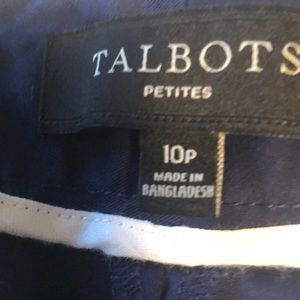 TALBOTS
PETITES
10P
MADE IN
BANGLADESH